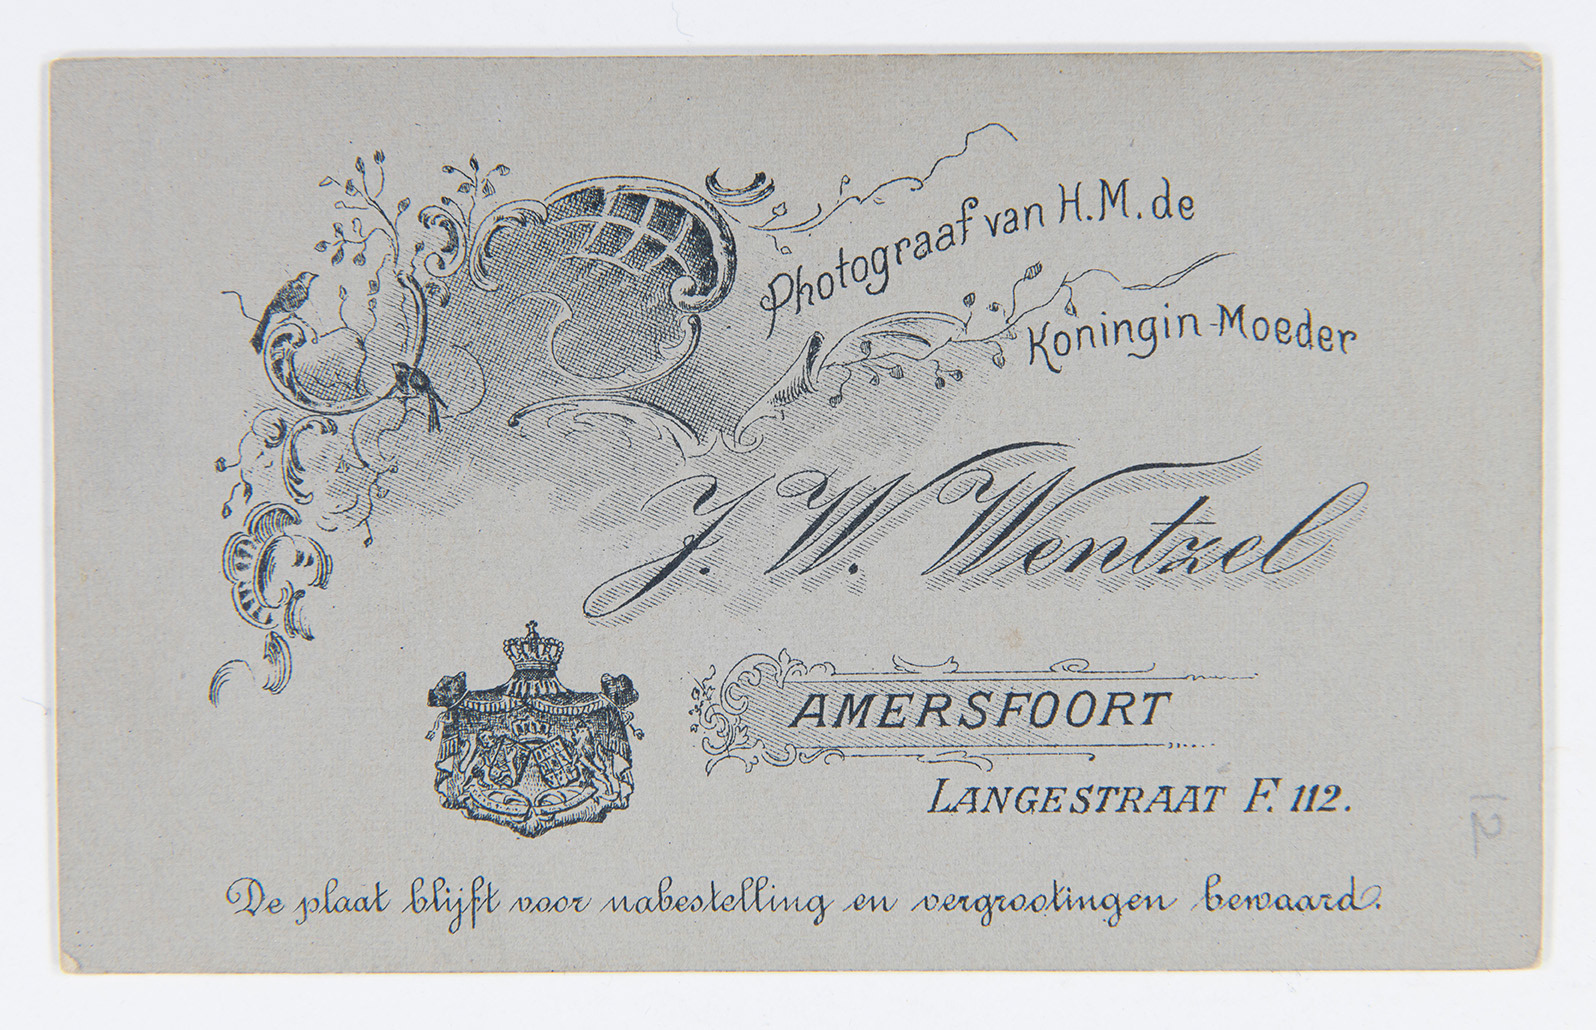 Photograaf van H.M. de
Koningin-Moeder
J. W. Wentzel
AMERSFOORT
LANGESTRAAT F. 112.
De plaat blijft voor nabestelling en vergrootingen bewaard.
12